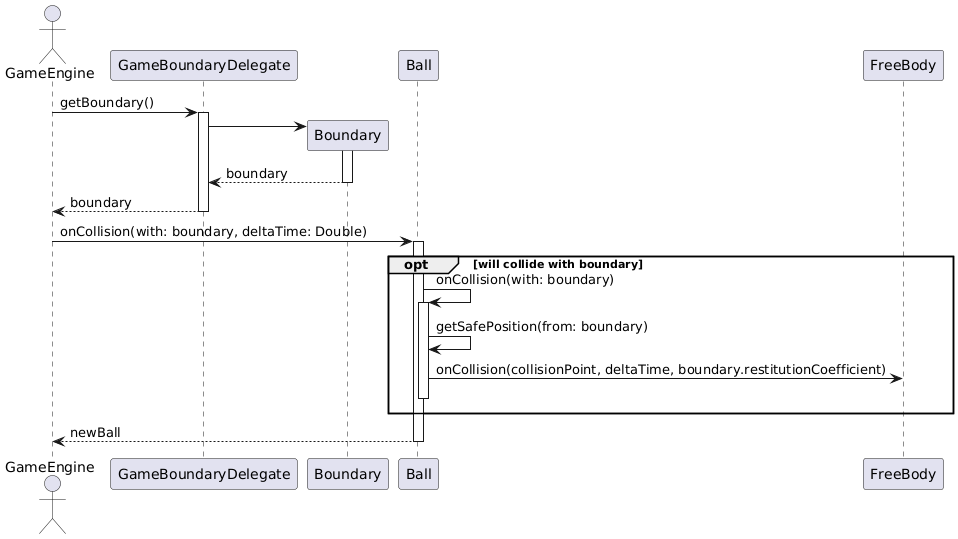 GameEngine
GameBoundaryDelegate
Ball
FreeBody
getBoundary()
Boundary
boundary
boundary
onCollision(with: boundary, deltaTime: Double)
opt
[will collide with boundary]
onCollision(with: boundary)
getSafePosition(from: boundary)
onCollision(collisionPoint, deltaTime, boundary.restitutionCoefficient)
newBall
GameEngine
GameBoundaryDelegate
Boundary
Ball
FreeBody